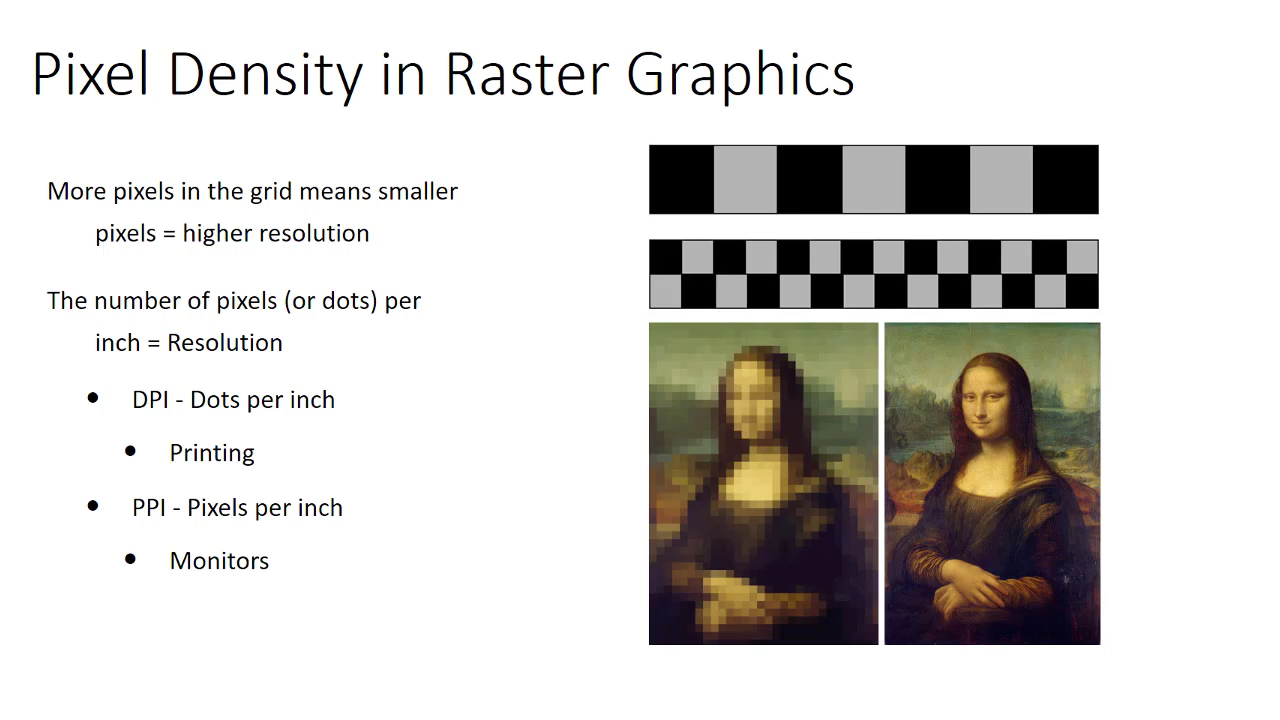 Pixel Density in Raster Graphics
More pixels in the grid means smaller
pixels = higher resolution
The number of pixels (or dots) per
inch = Resolution
● DPI - Dots per inch
● Printing
● PPI - Pixels per inch
● Monitors